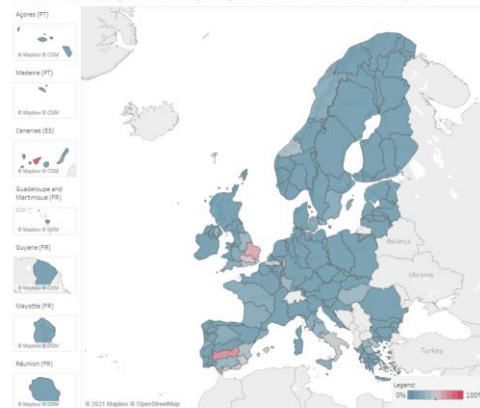 Açores (PT)
© Mapbox © OSM
Madeira (PT)
© Mapbox © OSM
Canarias (ES)
© Mapbox © OSM
Guadeloupe and
Martinique (FR)
© Mapbox © OSM
Guyane (FR)
© Mapbox © OSM
Mayotte (FR)
© Mapbox © OSM
Réunion (FR)
© Mapbox © OSM
Belarus
Ukraine
Turkey
© 2021 Mapbox © OpenStreetMap
Legend:
0%
100%